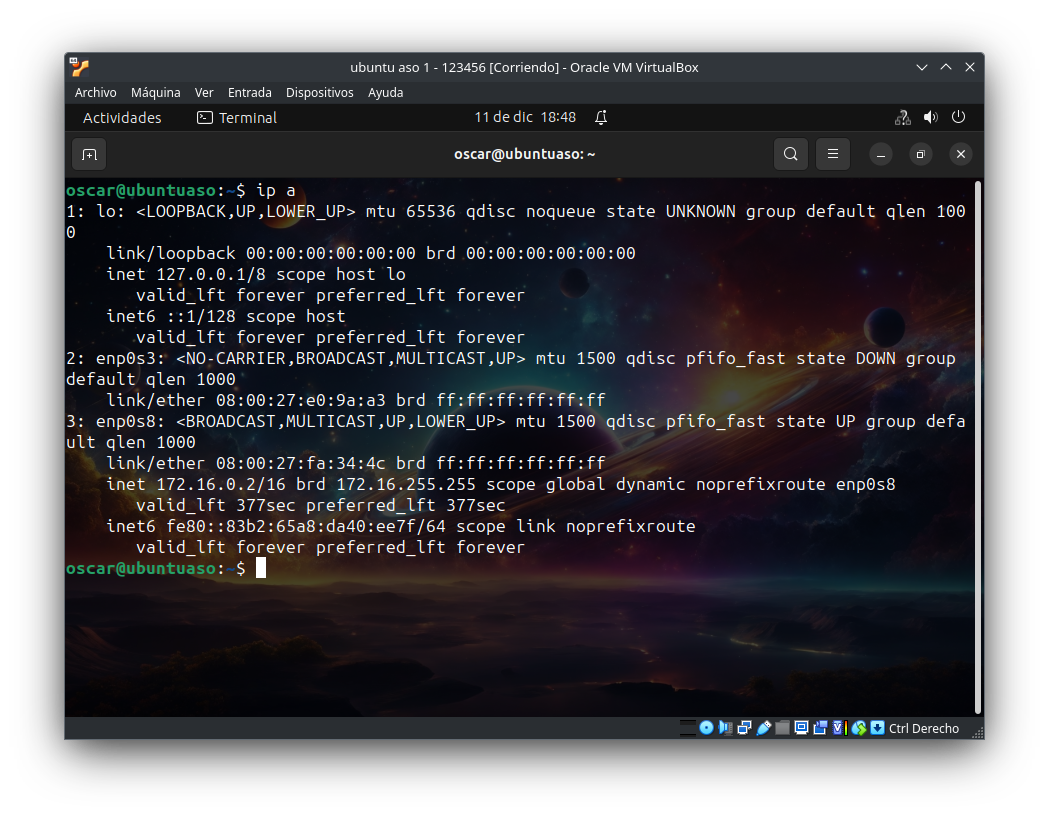 ubuntu aso 1 - 123456 [Corriendo] - Oracle VM VirtualBox
Archivo Máquina Ver Entrada Dispositivos Ayuda
Actividades Terminal 11 de dic 18:48
oscar@ubuntuaso: ~
oscar@ubuntuaso:~$ ip a
1: lo: <LOOPBACK,UP,LOWER_UP> mtu 65536 qdisc noqueue state UNKNOWN group default qlen 100
0
    link/loopback 00:00:00:00:00:00 brd 00:00:00:00:00:00
    inet 127.0.0.1/8 scope host lo
       valid_lft forever preferred_lft forever
    inet6 ::1/128 scope host
       valid_lft forever preferred_lft forever
2: enp0s3: <NO-CARRIER,BROADCAST,MULTICAST,UP> mtu 1500 qdisc pfifo_fast state DOWN group
default qlen 1000
    link/ether 08:00:27:e0:9a:a3 brd ff:ff:ff:ff:ff:ff
3: enp0s8: <BROADCAST,MULTICAST,UP,LOWER_UP> mtu 1500 qdisc pfifo_fast state UP group defa
ult qlen 1000
    link/ether 08:00:27:fa:34:4c brd ff:ff:ff:ff:ff:ff
    inet 172.16.0.2/16 brd 172.16.255.255 scope global dynamic noprefixroute enp0s8
       valid_lft 377sec preferred_lft 377sec
    inet6 fe80::83b2:65a8:da40:ee7f/64 scope link noprefixroute
       valid_lft forever preferred_lft forever
oscar@ubuntuaso:~$
Ctrl Derecho